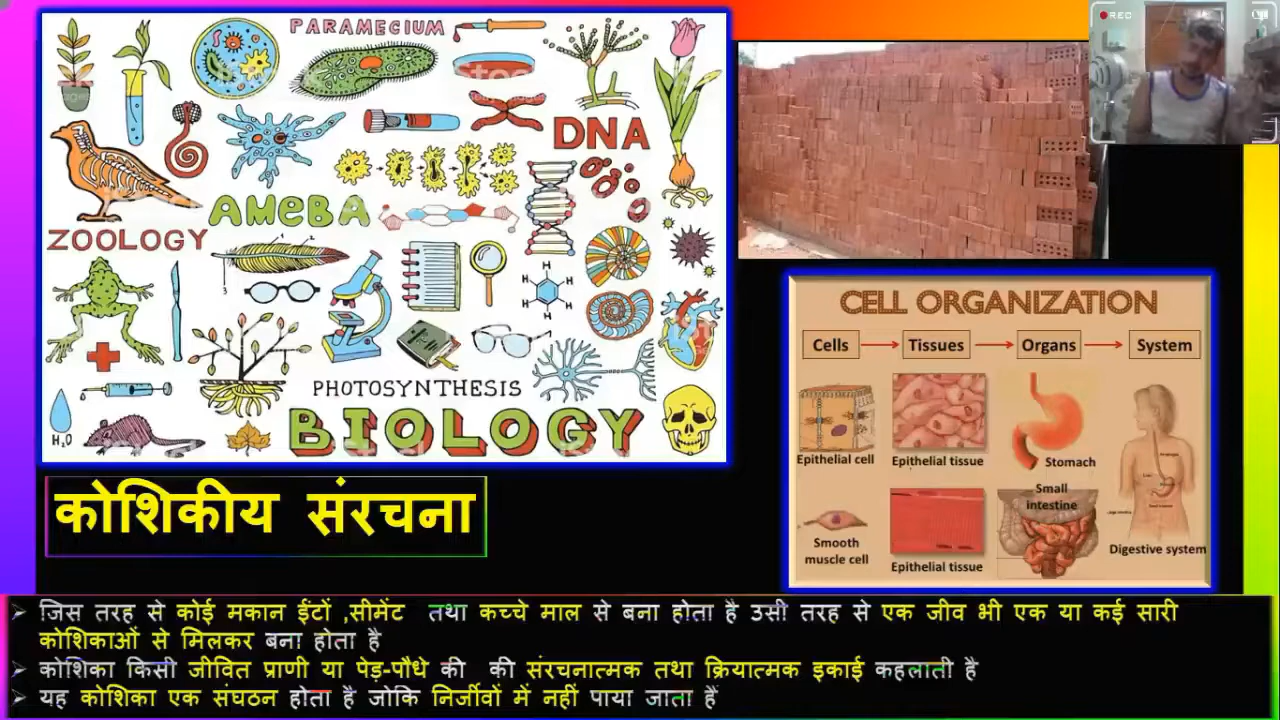 PARAMECIUM
DNA
AMEBA
ZOOLOGY
H H
H H
H H
PHOTOSYNTHESIS
BIOLOGY
H₂O
REC
CELL ORGANIZATION
Cells Tissues Organs System
Epithelial cell Epithelial tissue Stomach
Small
intestine
Smooth
muscle cell Epithelial tissue Digestive system
कोशिकीय संरचना
➢ जिस तरह से कोई मकान ईंटों ,सीमेंट तथा कच्चे माल से बना होता है उसी तरह से एक जीव भी एक या कई सारी
कोशिकाओं से मिलकर बना होता है
➢ कोशिका किसी जीवित प्राणी या पेड़-पौधे की की संरचनात्मक तथा क्रियात्मक इकाई कहलाती है
➢ यह कोशिका एक संघठन होता है जोकि निर्जीवों में नहीं पाया जाता है